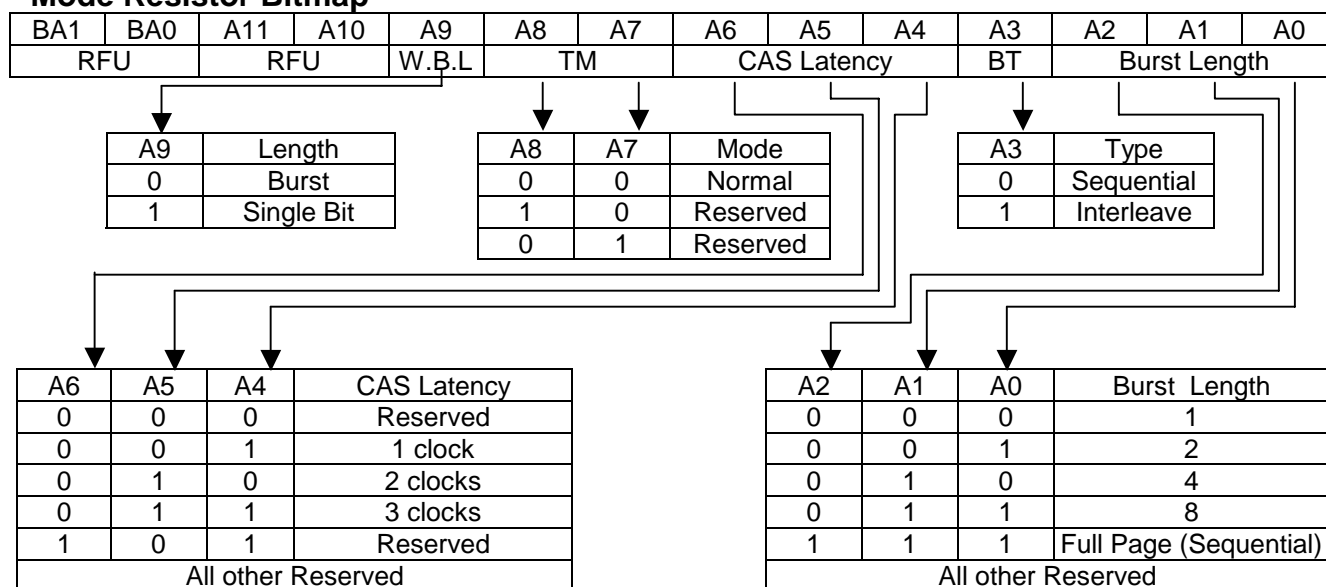 Mode Resistor Bitmap
BA1 BA0 A11 A10 A9 A8 A7 A6 A5 A4 A3 A2 A1 A0
RFU RFU W.B.L TM CAS Latency BT Burst Length
A9 Length
0 Burst
1 Single Bit
A8 A7 Mode
0 0 Normal
1 0 Reserved
0 1 Reserved
A3 Type
0 Sequential
1 Interleave
A6 A5 A4 CAS Latency
0 0 0 Reserved
0 0 1 1 clock
0 1 0 2 clocks
0 1 1 3 clocks
1 0 1 Reserved
All other Reserved
A2 A1 A0 Burst Length
0 0 0 1
0 0 1 2
0 1 0 4
0 1 1 8
1 1 1 Full Page (Sequential)
All other Reserved